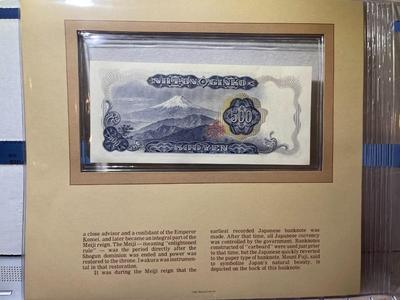 NIPPON GINKO
500
500 YEN
a close advisor and a confidant of the Emperor
Komei, and later became an integral part of the
Meiji reign. The Meiji — meaning "enlightened
rule" — was the period directly after the
Shogun dominion was ended and power was
restored to the throne. Iwakura was instrumen-
tal in that restoration.
It was during the Meiji reign that the
earliest recorded Japanese banknote was
made. After that time, all Japanese currency
was controlled by the government. Banknotes
constructed of "carboard" were used just prior
to that time, but the Japanese quickly reverted
to the paper type of banknote. Mount Fuji, said
to symbolize Japan's natural beauty, is
depicted on the back of this banknote.